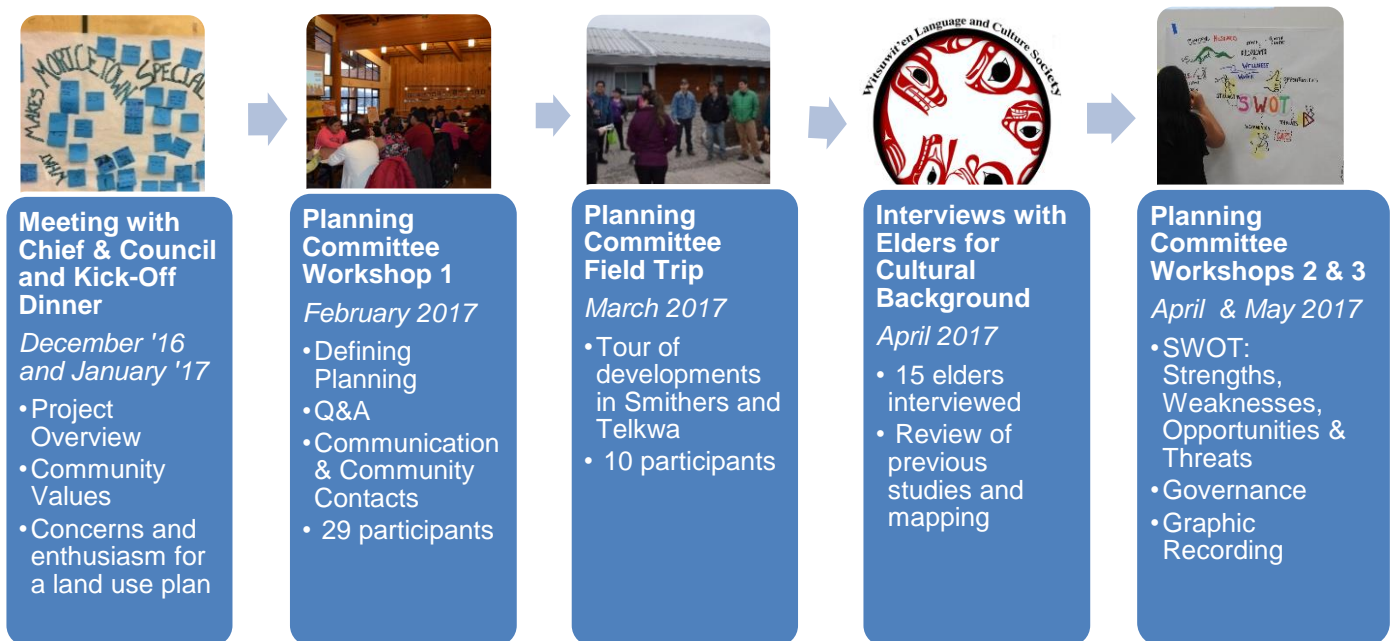 WHAT MAKES MORICETOWN SPECIAL
Witsuwit'en Language and Culture Society
WELLNESS
SWOT
Meeting with
Chief & Council
and Kick-Off
Dinner
December '16
and January '17
•Project
Overview
•Community
Values
•Concerns and
enthusiasm for
a land use plan
Planning
Committee
Workshop 1
February 2017
•Defining
Planning
•Q&A
•Communication
& Community
Contacts
• 29 participants
Planning
Committee
Field Trip
March 2017
•Tour of
developments
in Smithers and
Telkwa
• 10 participants
Interviews with
Elders for
Cultural
Background
April 2017
• 15 elders
interviewed
• Review of
previous
studies and
mapping
Planning
Committee
Workshops 2 & 3
April & May 2017
•SWOT:
Strengths,
Weaknesses,
Opportunities &
Threats
•Governance
•Graphic
Recording